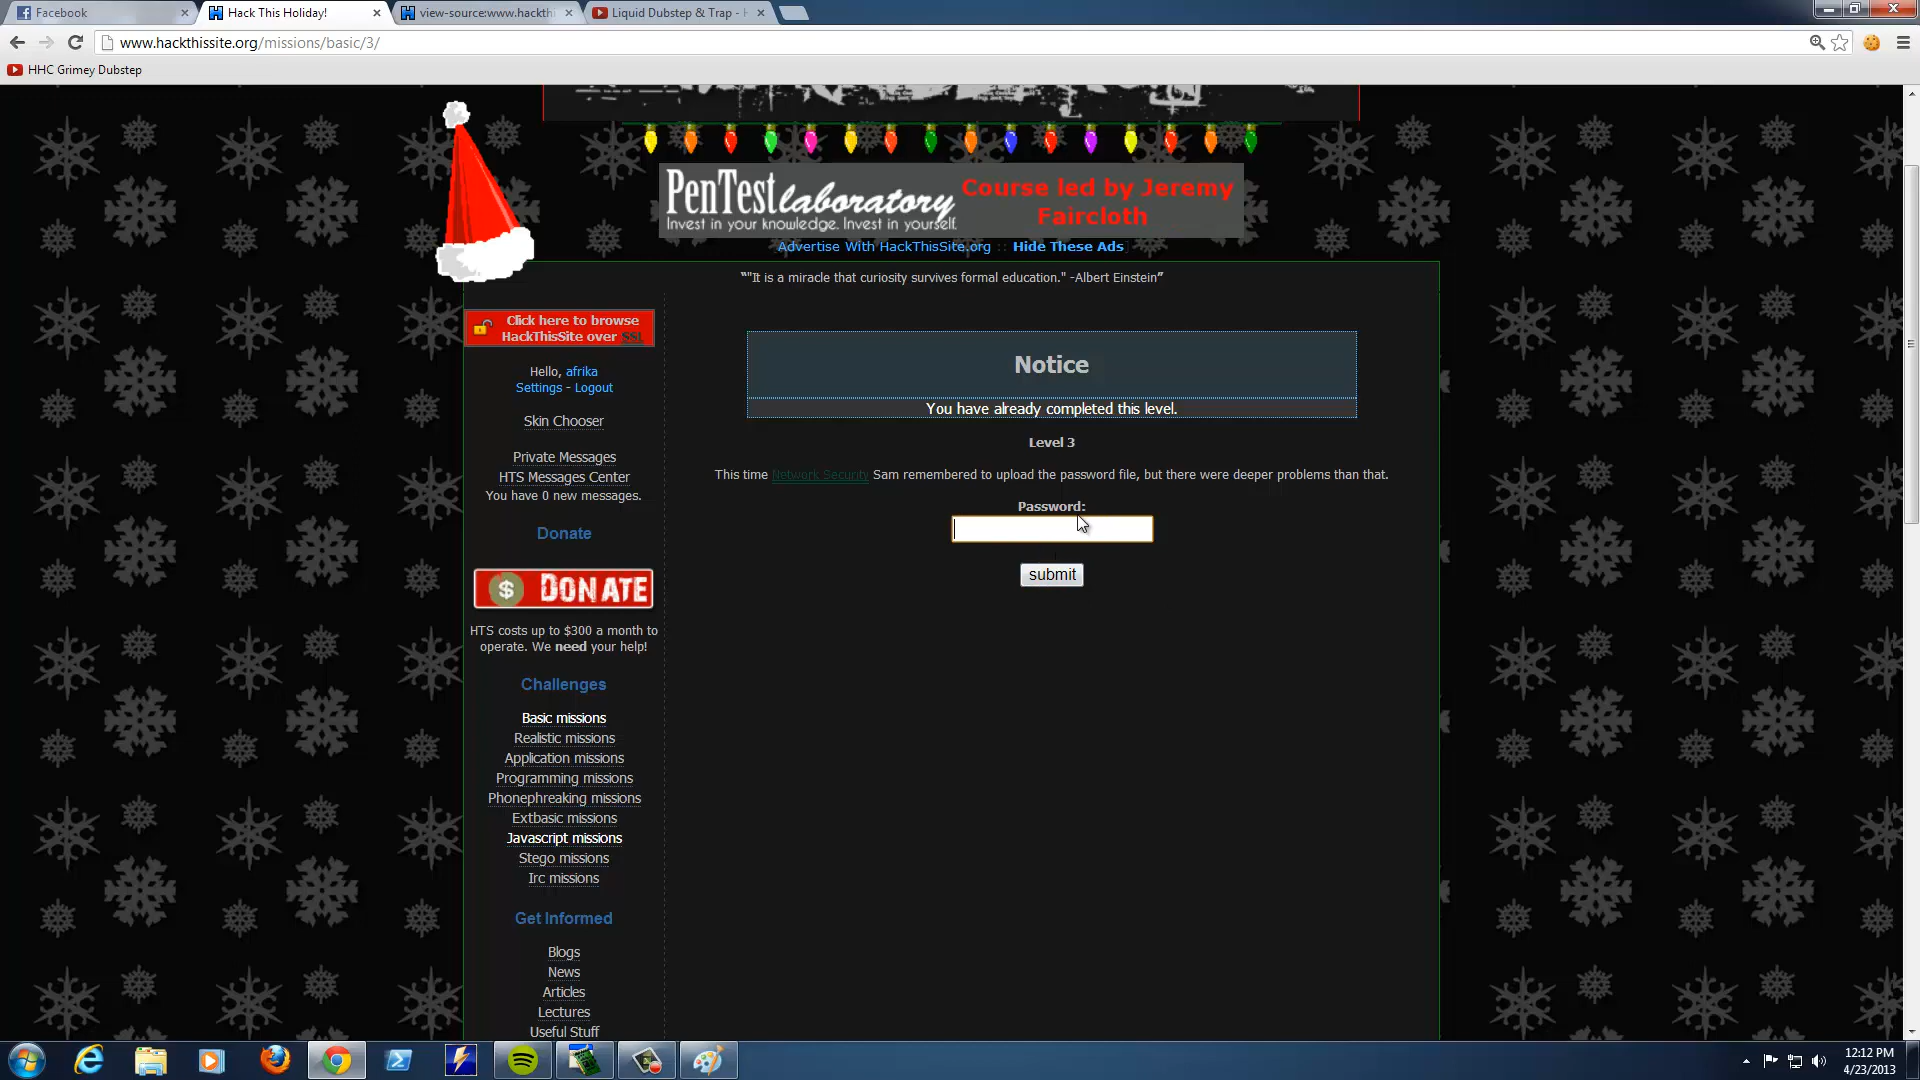 Facebook
Hack This Holiday!
view-source:www.hackthi
Liquid Dubstep & Trap -
www.hackthissite.org/missions/basic/3/
HHC Grimey Dubstep
PenTest laboratory
Invest in your knowledge. Invest in yourself.
Course led by Jeremy
Faircloth
Advertise With HackThisSite.org :: Hide These Ads
""It is a miracle that curiosity survives formal education." -Albert Einstein"
Click here to browse
HackThisSite over SSL
Hello, afrika
Settings - Logout
Skin Chooser
Private Messages
HTS Messages Center
You have 0 new messages.
Donate
$ DONATE
HTS costs up to $300 a month to
operate. We need your help!
Challenges
Basic missions
Realistic missions
Application missions
Programming missions
Phonephreaking missions
Extbasic missions
Javascript missions
Stego missions
Irc missions
Get Informed
Blogs
News
Articles
Lectures
Useful Stuff
Notice
You have already completed this level.
Level 3
This time Network Security Sam remembered to upload the password file, but there were deeper problems than that.
Password:
submit
12:12 PM
4/23/2013